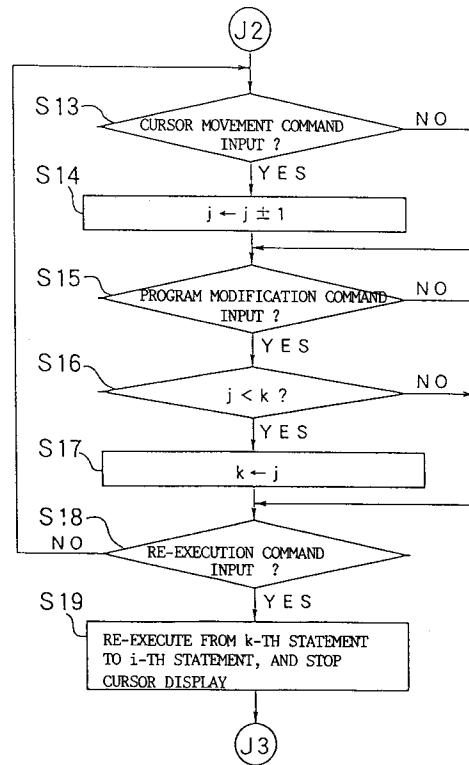 J2
S13
CURSOR MOVEMENT COMMAND
INPUT ?
NO
YES
S14
j ← j ± 1
S15
PROGRAM MODIFICATION COMMAND
INPUT ?
NO
YES
S16
j < k ?
NO
YES
S17
k ← j
S18
RE-EXECUTION COMMAND
INPUT ?
NO
YES
S19
RE-EXECUTE FROM k-TH STATEMENT
TO i-TH STATEMENT, AND STOP
CURSOR DISPLAY
J3